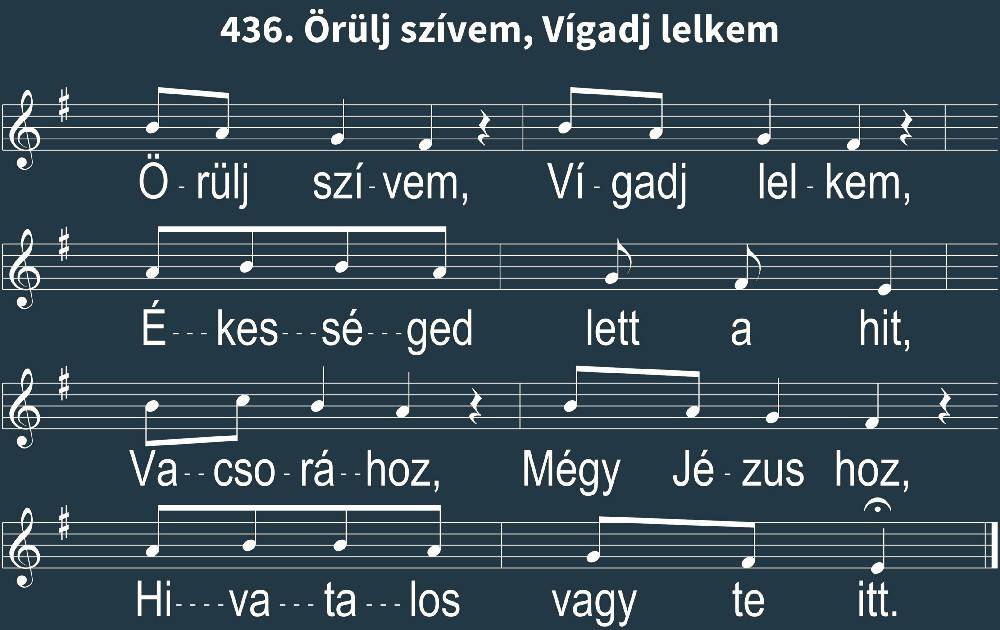 436. Örülj szívem, Vígadj lelkem
Ö - rülj szí - vem, Ví - gadj lel - kem,
É - - - kes - - - sé - - - ged lett a hit,
Va - - cso - rá - - hoz, Mégy Jé - zus hoz,
Hi - - - - va - - - ta - - - los vagy te itt.